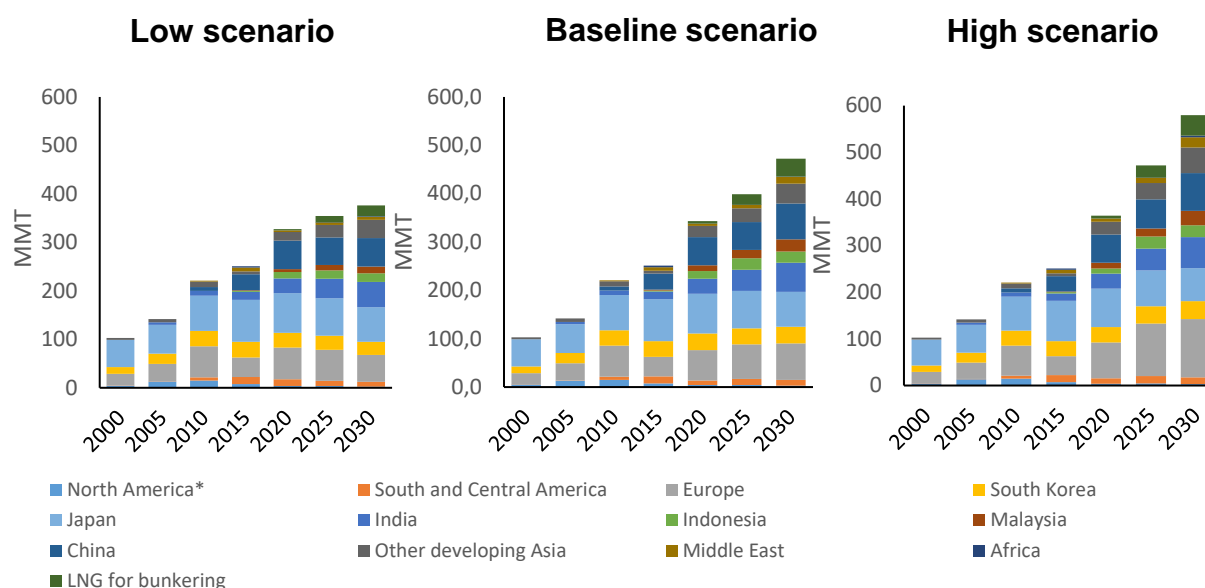 Low scenario
Baseline scenario
High scenario
MMT
600
500
400
300
200
100
0
2000 2005 2010 2015 2020 2025 2030
MMT
600,0
500,0
400,0
300,0
200,0
100,0
0,0
2000 2005 2010 2015 2020 2025 2030
MMT
600
500
400
300
200
100
0
2000 2005 2010 2015 2020 2025 2030
North America* South and Central America Europe South Korea
Japan India Indonesia Malaysia
China Other developing Asia Middle East Africa
LNG for bunkering